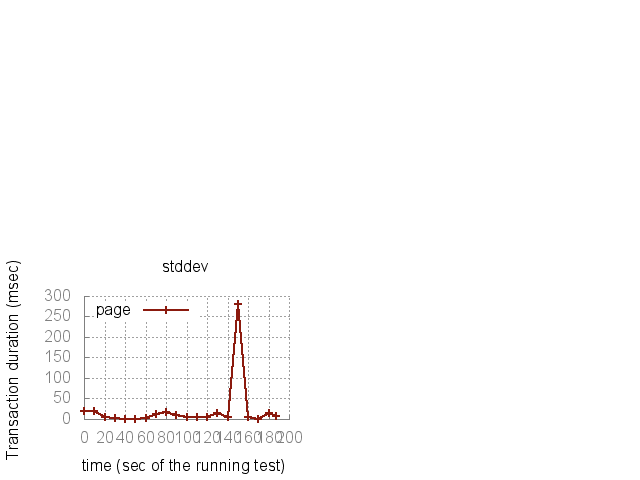 stddev
Transaction duration (msec)
300
250
200
150
100
50
0
page
0 20 40 60 80 100 120 140 160 180 200
time (sec of the running test)